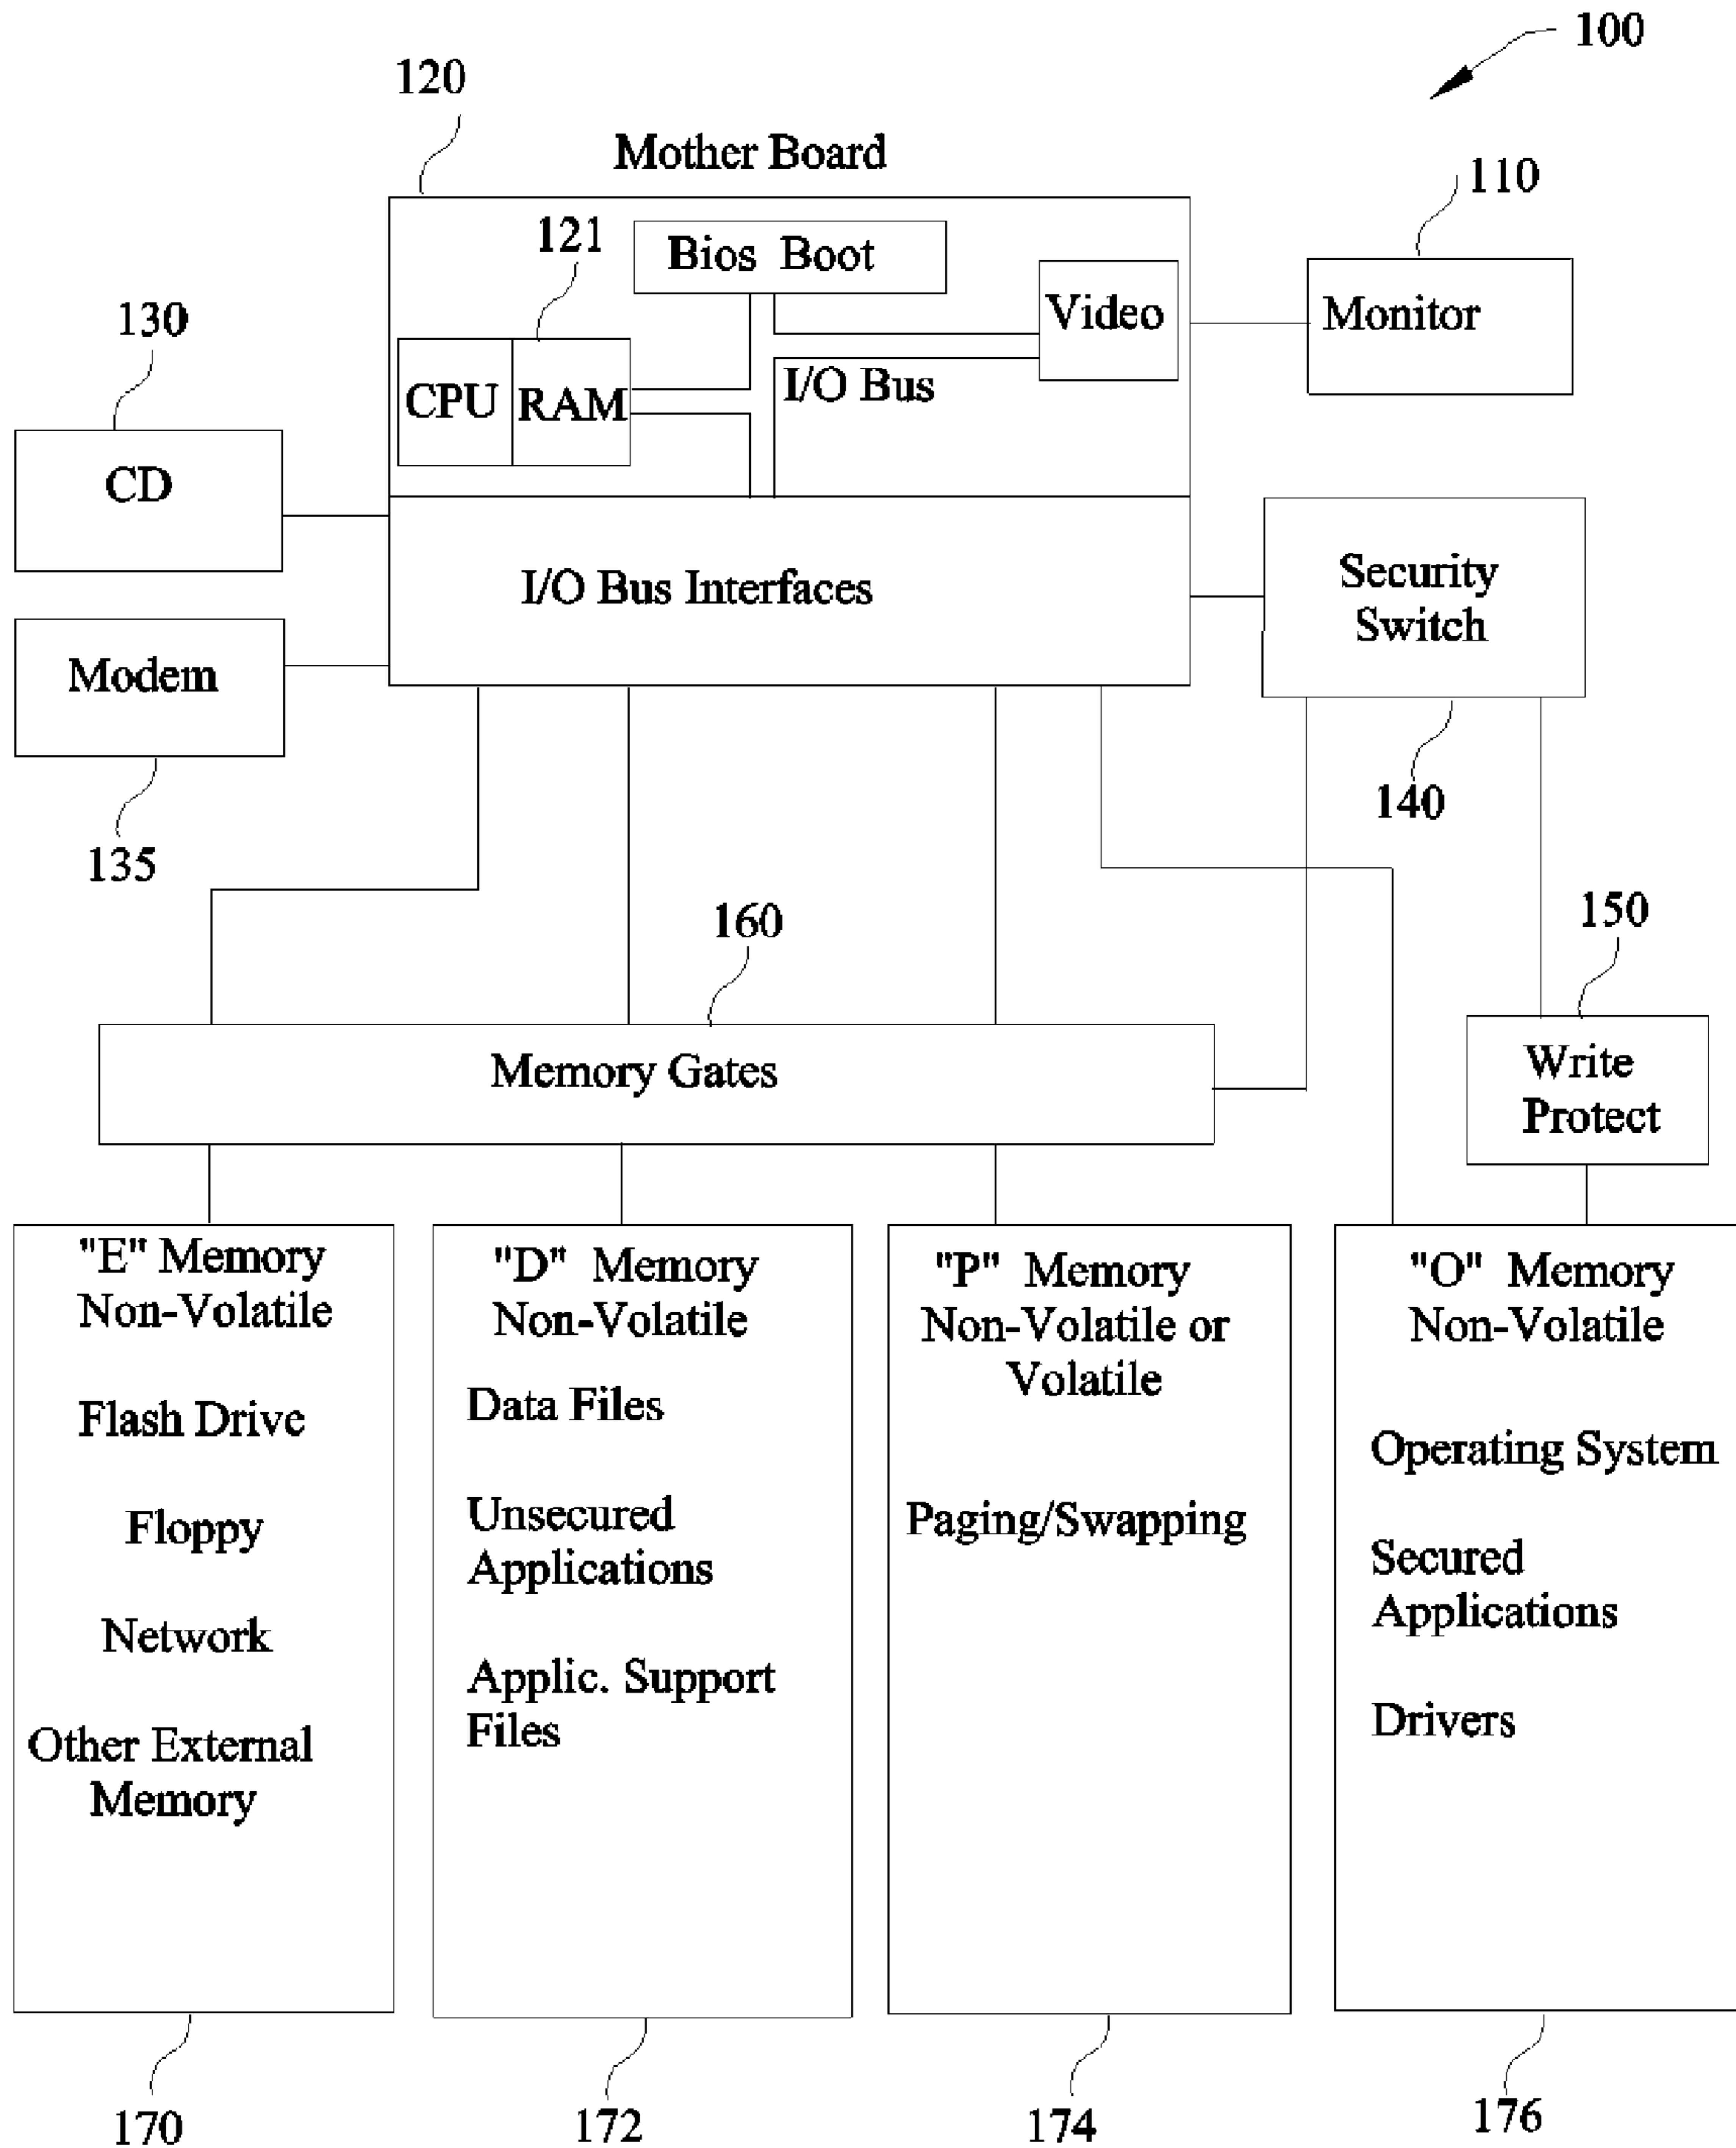 100
120
Mother Board
110
121
Bios Boot
Video
Monitor
130
I/O Bus
CPU
RAM
CD
I/O Bus Interfaces
Security
Switch
Modem
140
135
160
150
Memory Gates
Write
Protect
"E" Memory
Non-Volatile
Flash Drive
Floppy
Network
Other External
Memory
"D" Memory
Non-Volatile
Data Files
Unsecured
Applications
Applic. Support
Files
"P" Memory
Non-Volatile or
Volatile
Paging/Swapping
"O" Memory
Non-Volatile
Operating System
Secured
Applications
Drivers
170
172
174
176